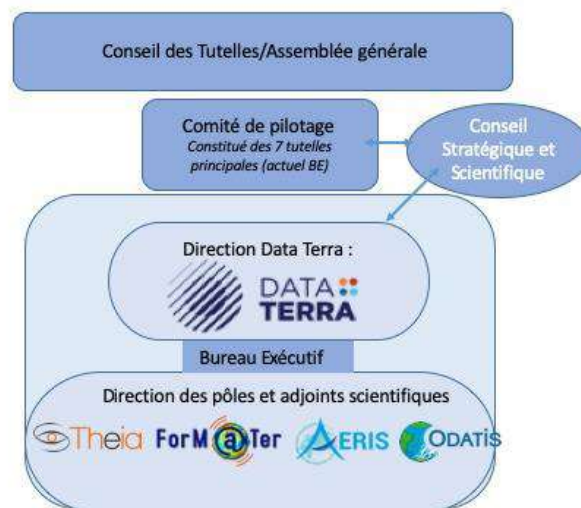 Conseil des Tutelles/Assemblée générale
Comité de pilotage
Constitué des 7 tutelles
principales (actuel BE)
Conseil
Stratégique et
Scientifique
Direction Data Terra :
DATA
TERRA
Bureau Exécutif
Direction des pôles et adjoints scientifiques
Theia ForM@Ter AERIS ODATIS